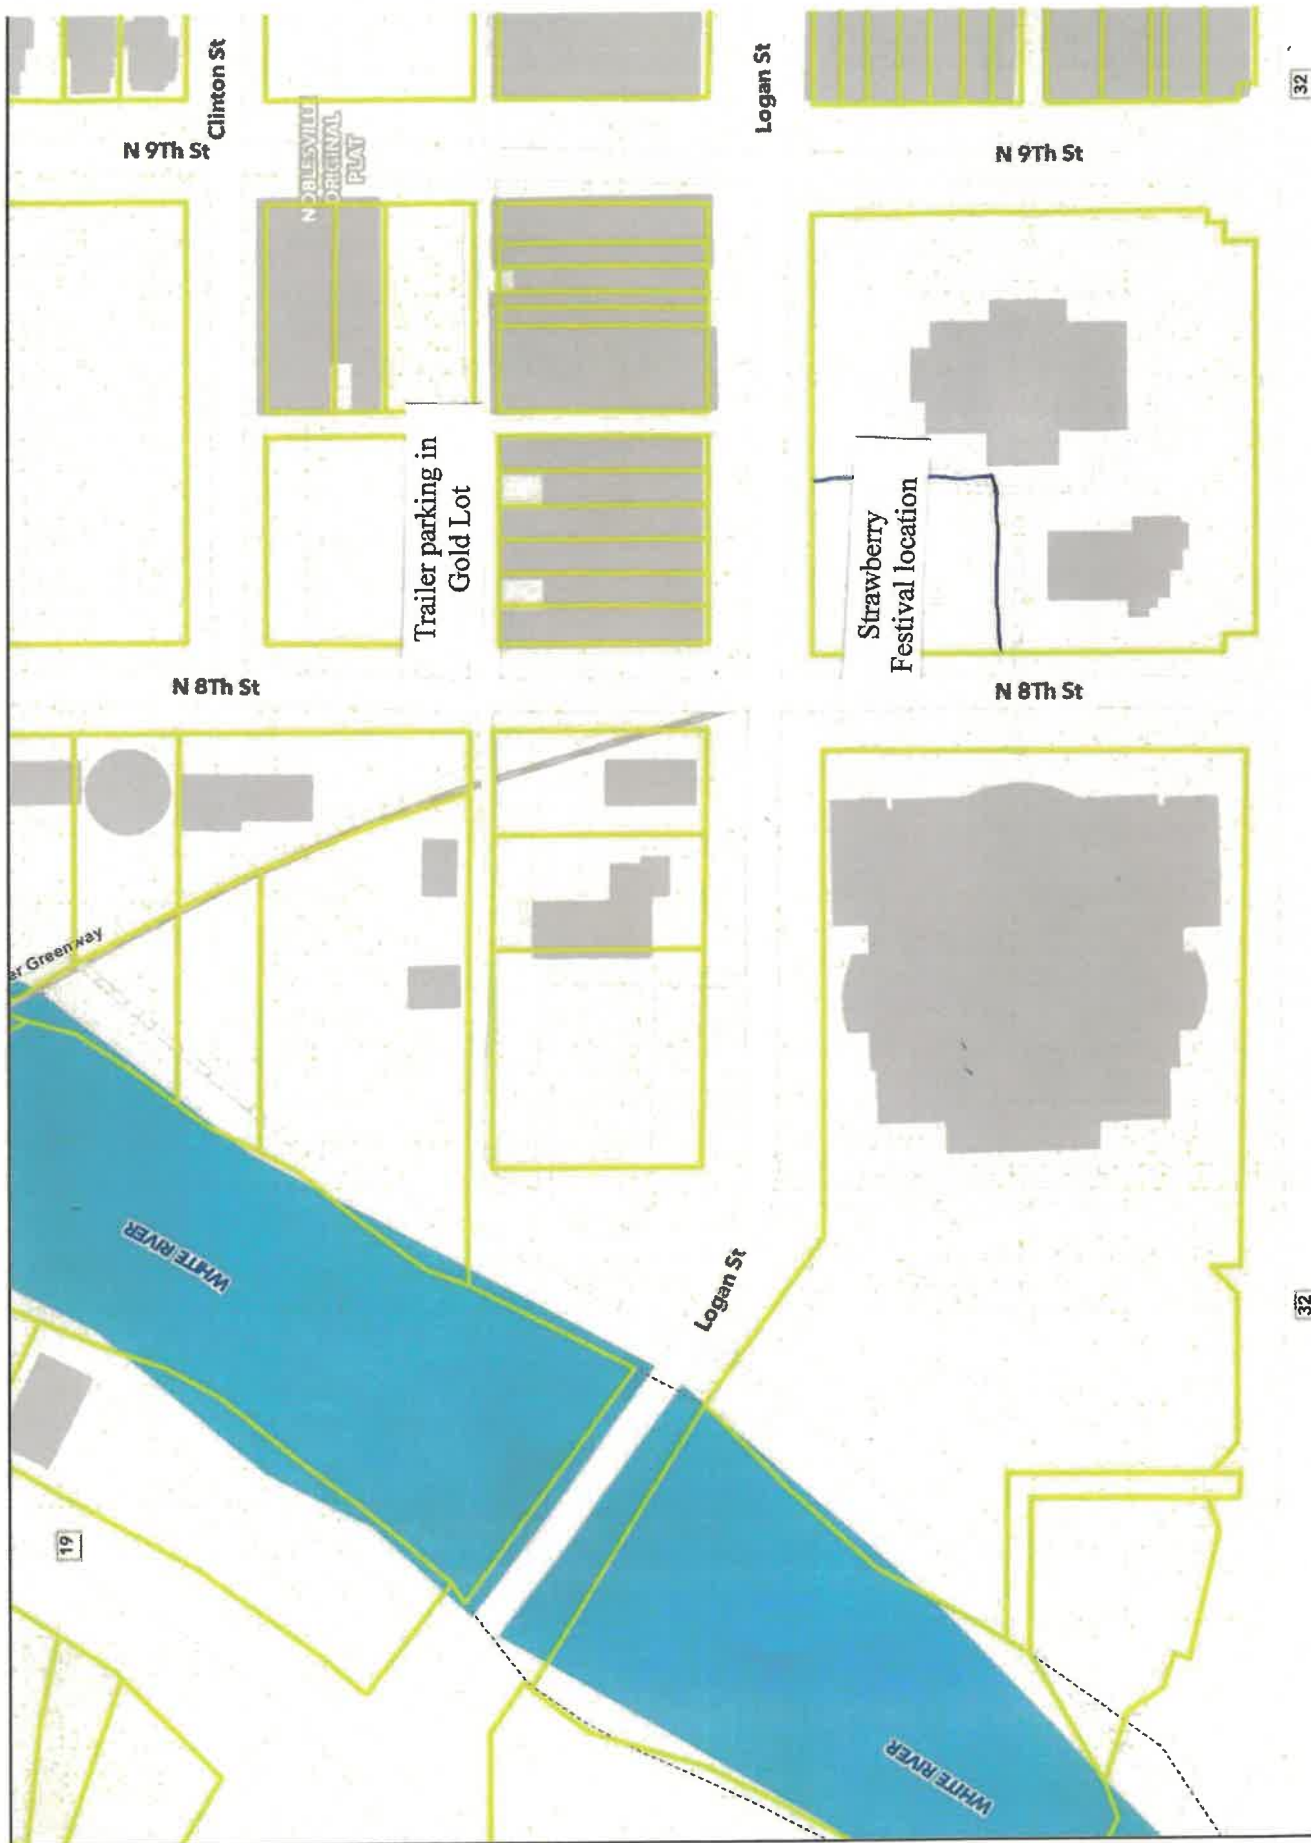 Clinton St
Logan St
32
N 9Th St
N 9Th St
NOBLESVILLE
ORIGINAL
PLAT
Trailer parking in
Gold Lot
Strawberry
Festival location
N 8Th St
N 8Th St
er Greenway
WHITE RIVER
Logan St
32
19
WHITE RIVER